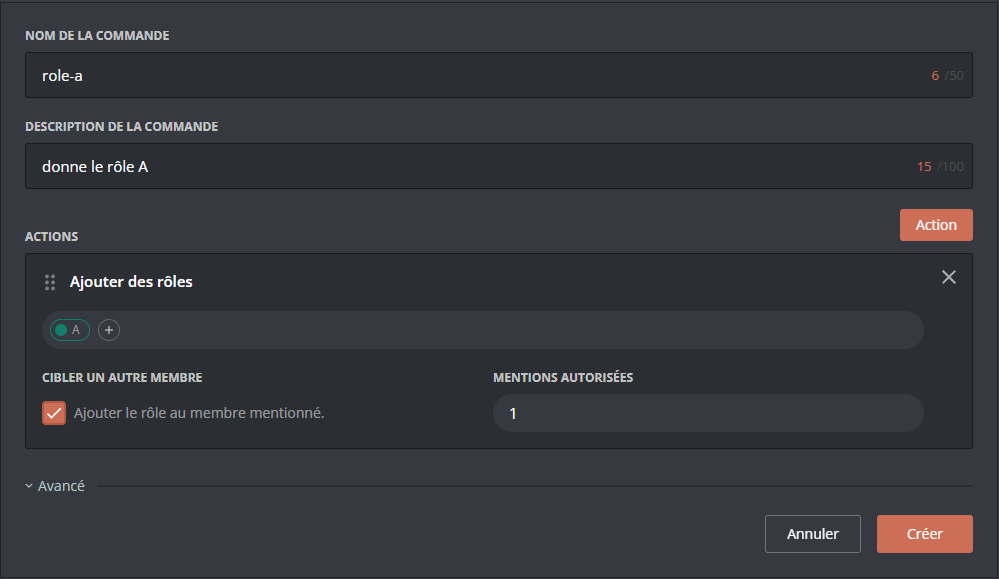 NOM DE LA COMMANDE
role-a 6 /50
DESCRIPTION DE LA COMMANDE
donne le rôle A 15 /100
Action
ACTIONS
Ajouter des rôles
A +
CIBLER UN AUTRE MEMBRE MENTIONS AUTORISÉES
Ajouter le rôle au membre mentionné. 1
Avancé
Annuler Créer